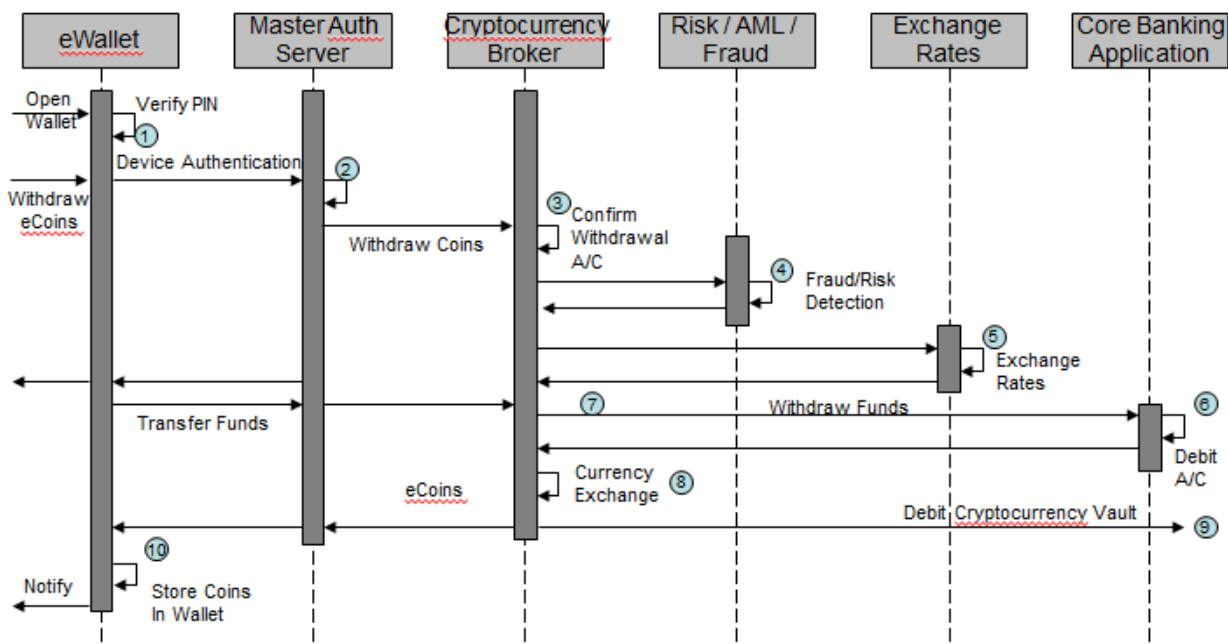 eWallet
Master Auth
Server
Cryptocurrency
Broker
Risk / AML /
Fraud
Exchange
Rates
Core Banking
Application
Open
Wallet
Verify PIN
1
Device Authentication
2
Withdraw
eCoins
Withdraw Coins
3
Confirm
Withdrawal
A/C
4
Fraud/Risk
Detection
5
Exchange
Rates
Transfer Funds
7
Withdraw Funds
6
Debit
A/C
eCoins
Currency
Exchange
8
Debit Cryptocurrency Vault
9
10
Notify
Store Coins
In Wallet